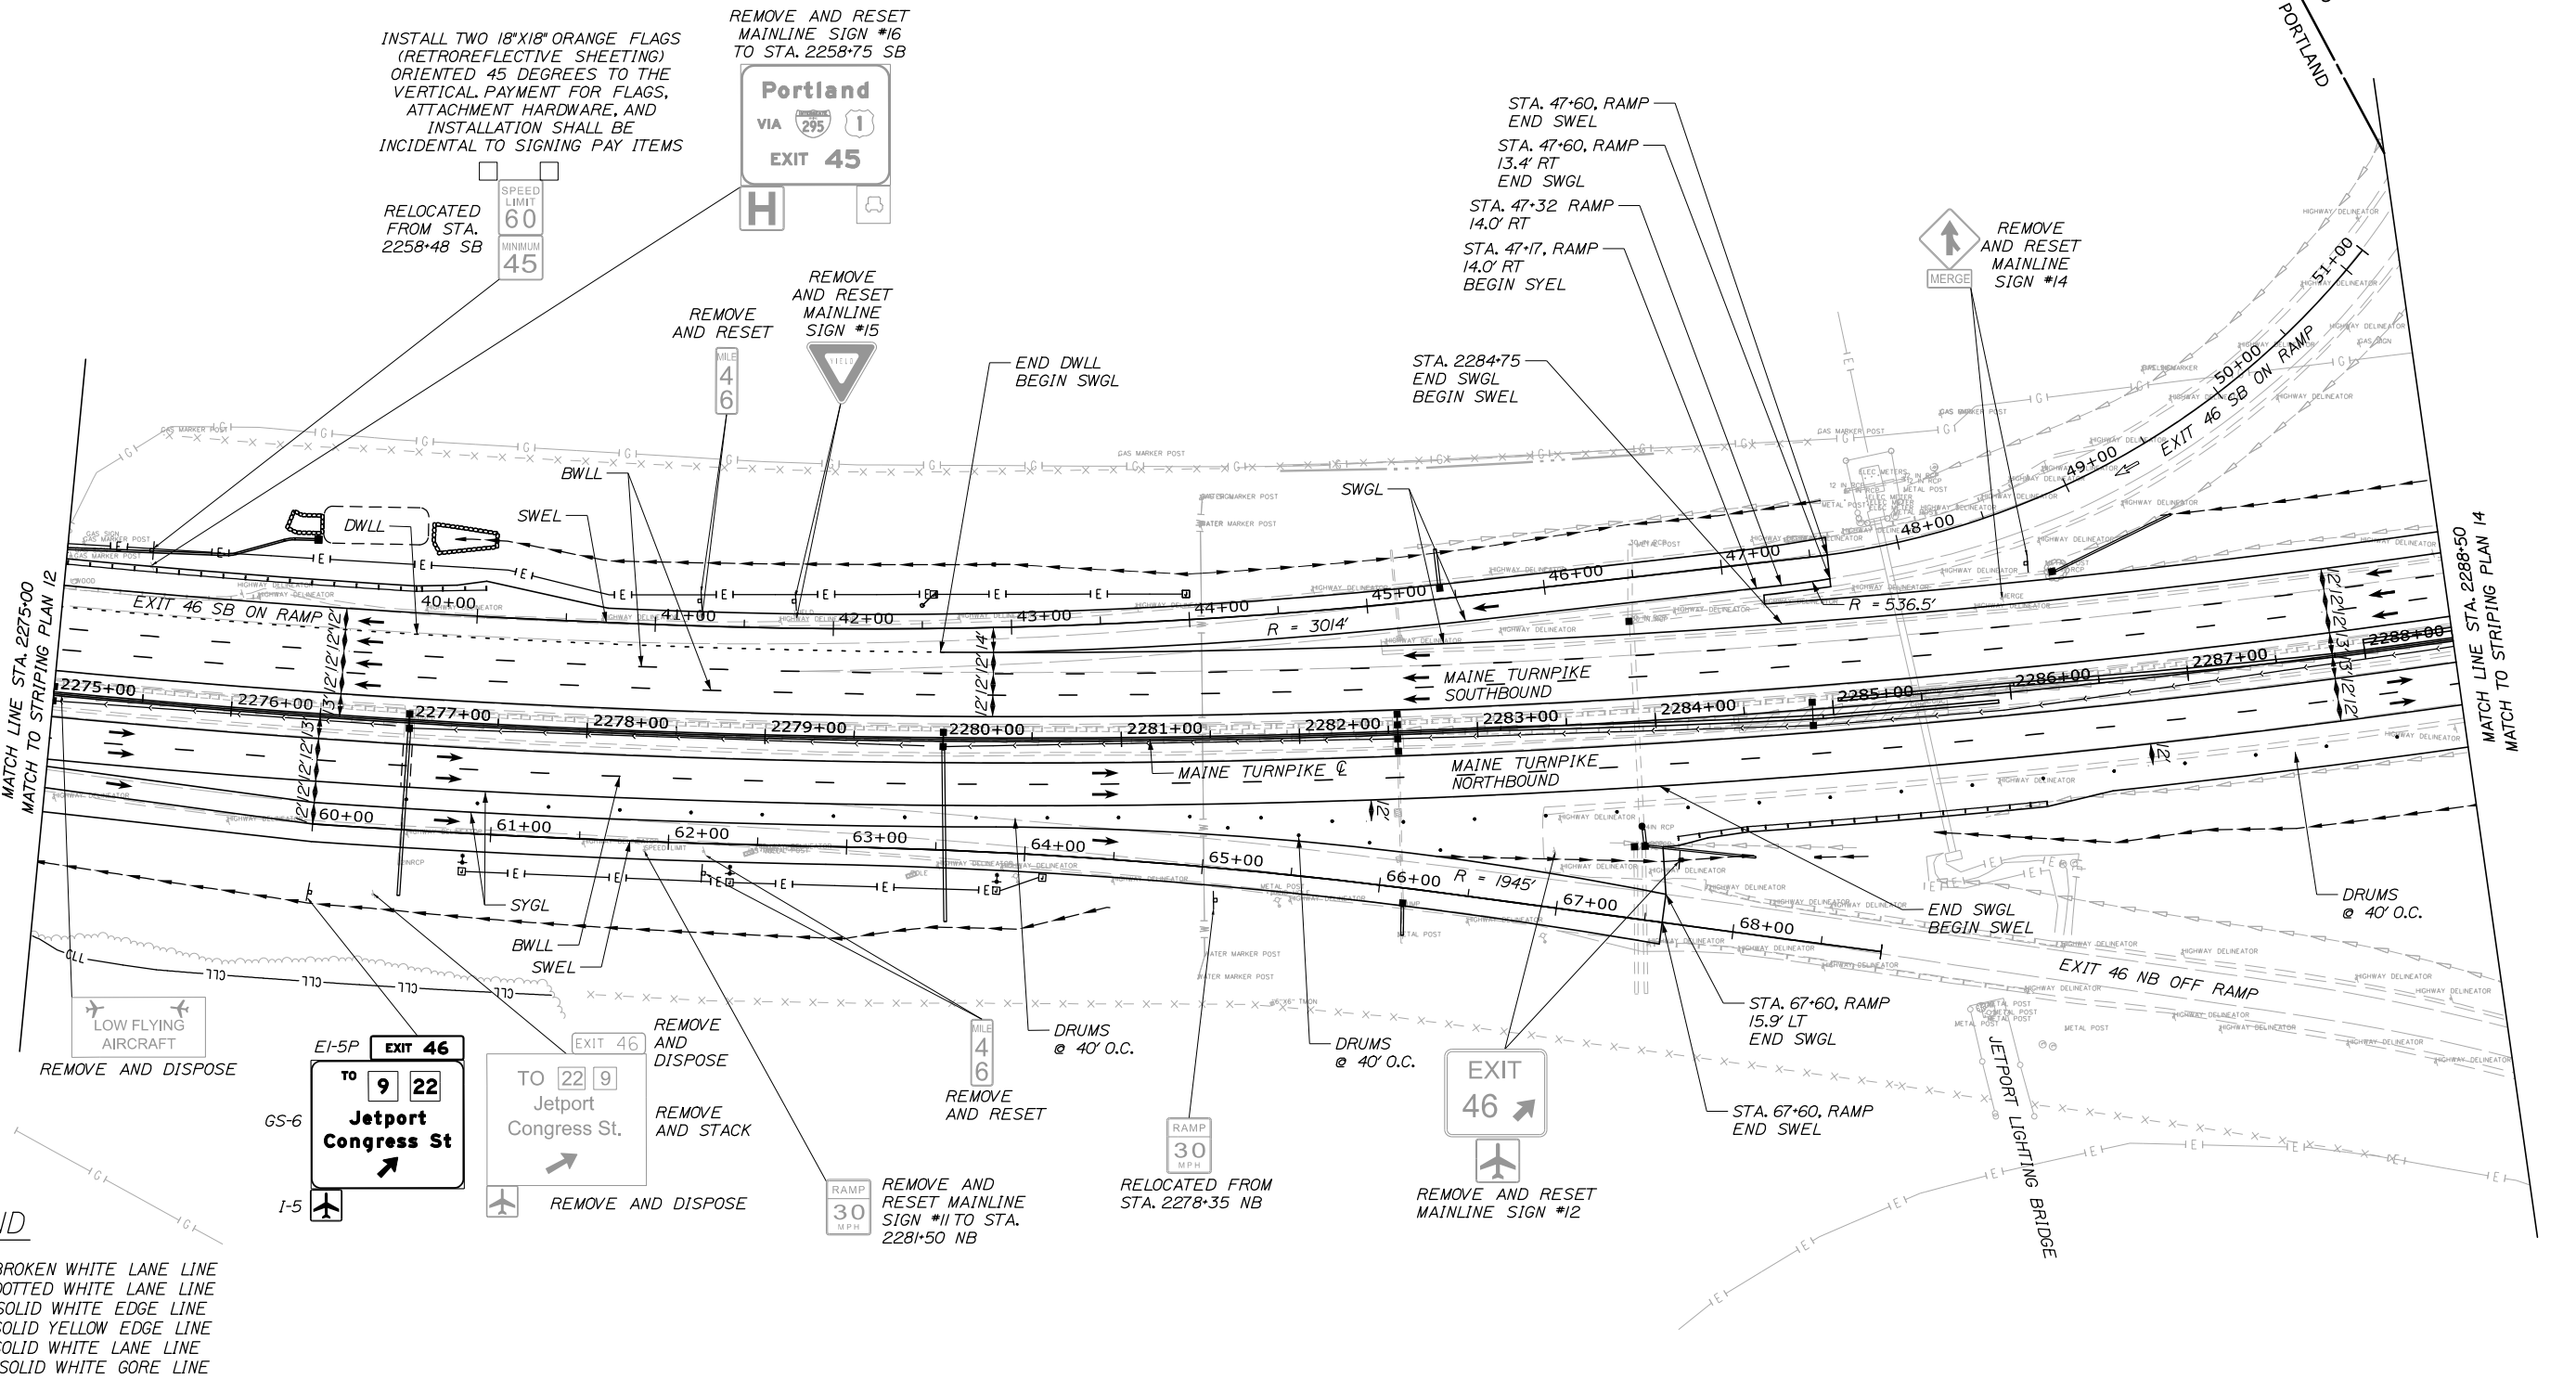 INSTALL TWO 18"X18" ORANGE FLAGS
(RETROREFLECTIVE SHEETING)
ORIENTED 45 DEGREES TO THE
VERTICAL. PAYMENT FOR FLAGS,
ATTACHMENT HARDWARE, AND
INSTALLATION SHALL BE
INCIDENTAL TO SIGNING PAY ITEMS
SPEED
LIMIT
60
MINIMUM
45
RELOCATED
FROM STA.
2258+48 SB
REMOVE AND RESET
MAINLINE SIGN #16
TO STA. 2258+75 SB
Portland
VIA 295 1
EXIT 45
H
REMOVE
AND RESET
MILE
4
6
REMOVE
AND RESET
MAINLINE
SIGN #15
YIELD
END DWLL
BEGIN SWGL
STA. 47+60, RAMP
END SWEL
STA. 47+60, RAMP
13.4' RT
END SWGL
STA. 47+32 RAMP
14.0' RT
STA. 47+17, RAMP
14.0' RT
BEGIN SYEL
STA. 2284+75
END SWGL
BEGIN SWEL
MERGE
REMOVE
AND RESET
MAINLINE
SIGN #14
PORTLAND
BWLL
SWEL
DWLL
SWGL
GAS MARKER POST
HIGHWAY DELINEATOR
WATER MARKER POST
METAL POST
EXIT 46 SB ON RAMP
40+00
41+00
42+00
43+00
44+00
45+00
46+00
47+00
48+00
49+00
50+00
51+00
EXIT 46 SB ON RAMP
R = 3014'
R = 536.5'
MATCH LINE STA. 2275+00
MATCH TO STRIPING PLAN 12
MATCH LINE STA. 2288+50
MATCH TO STRIPING PLAN 14
MAINE TURNPIKE
SOUTHBOUND
2275+00
2276+00
2277+00
2278+00
2279+00
2280+00
2281+00
2282+00
2283+00
2284+00
2285+00
2286+00
2287+00
2288+00
MAINE TURNPIKE ℄
MAINE TURNPIKE
NORTHBOUND
60+00
61+00
62+00
63+00
64+00
65+00
66+00
67+00
68+00
R = 1945'
SYGL
BWLL
SWEL
CLL
DRUMS
@ 40' O.C.
DRUMS
@ 40' O.C.
DRUMS
@ 40' O.C.
END SWGL
BEGIN SWEL
EXIT 46 NB OFF RAMP
STA. 67+60, RAMP
15.9' LT
END SWGL
STA. 67+60, RAMP
END SWEL
JETPORT LIGHTING BRIDGE
LOW FLYING
AIRCRAFT
REMOVE AND DISPOSE
E1-5P
EXIT 46
GS-6
TO 9 22
Jetport
Congress St
I-5
EXIT 46
REMOVE
AND
DISPOSE
TO 22 9
Jetport
Congress St.
REMOVE
AND STACK
REMOVE AND DISPOSE
RAMP
30
MPH
REMOVE AND
RESET MAINLINE
SIGN #11 TO STA.
2281+50 NB
MILE
4
6
REMOVE
AND RESET
RAMP
30
MPH
RELOCATED FROM
STA. 2278+35 NB
EXIT
46
REMOVE AND RESET
MAINLINE SIGN #12
BROKEN WHITE LANE LINE
DOTTED WHITE LANE LINE
SOLID WHITE EDGE LINE
SOLID YELLOW EDGE LINE
SOLID WHITE LANE LINE
SOLID WHITE GORE LINE